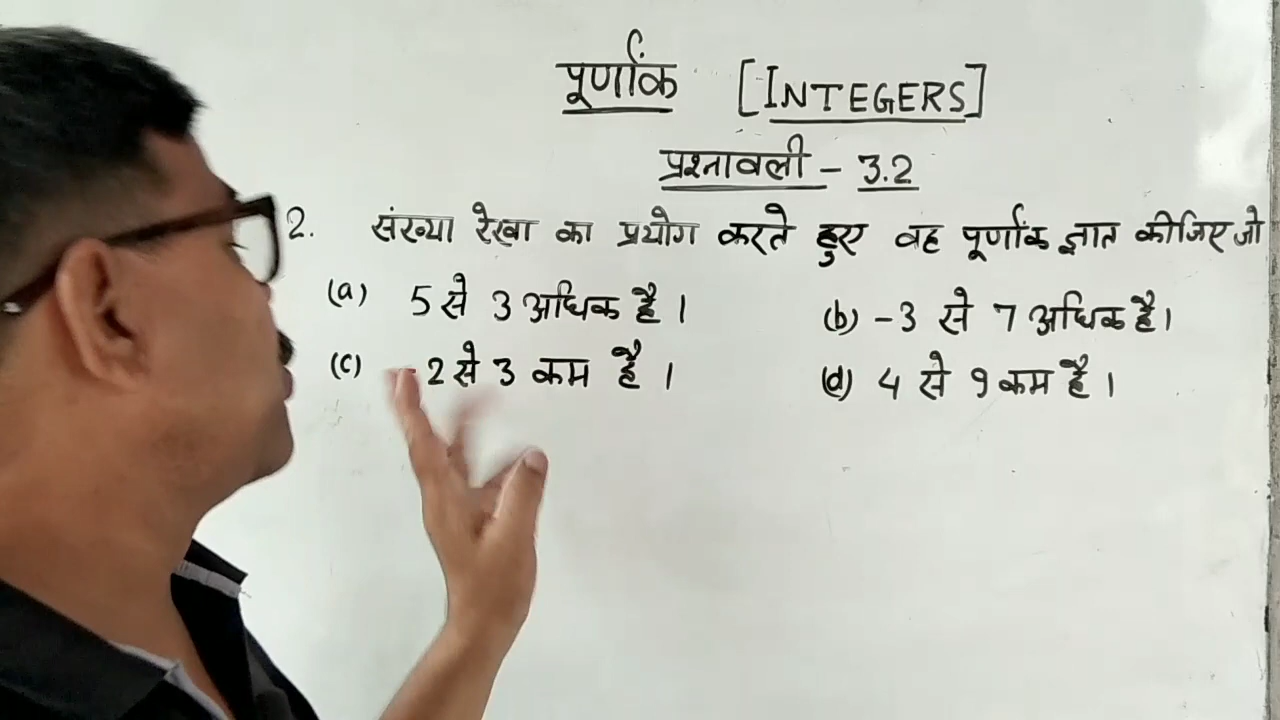 पूर्णांक [INTEGERS]
प्रश्नावली - 3.2
2. संख्या रेखा का प्रयोग करते हुए वह पूर्णांक ज्ञात कीजिए जो
(a) 5 से 3 अधिक है । (b) -3 से 7 अधिक है।
(c) -2 से 3 कम है । (d) 4 से 9 कम है ।